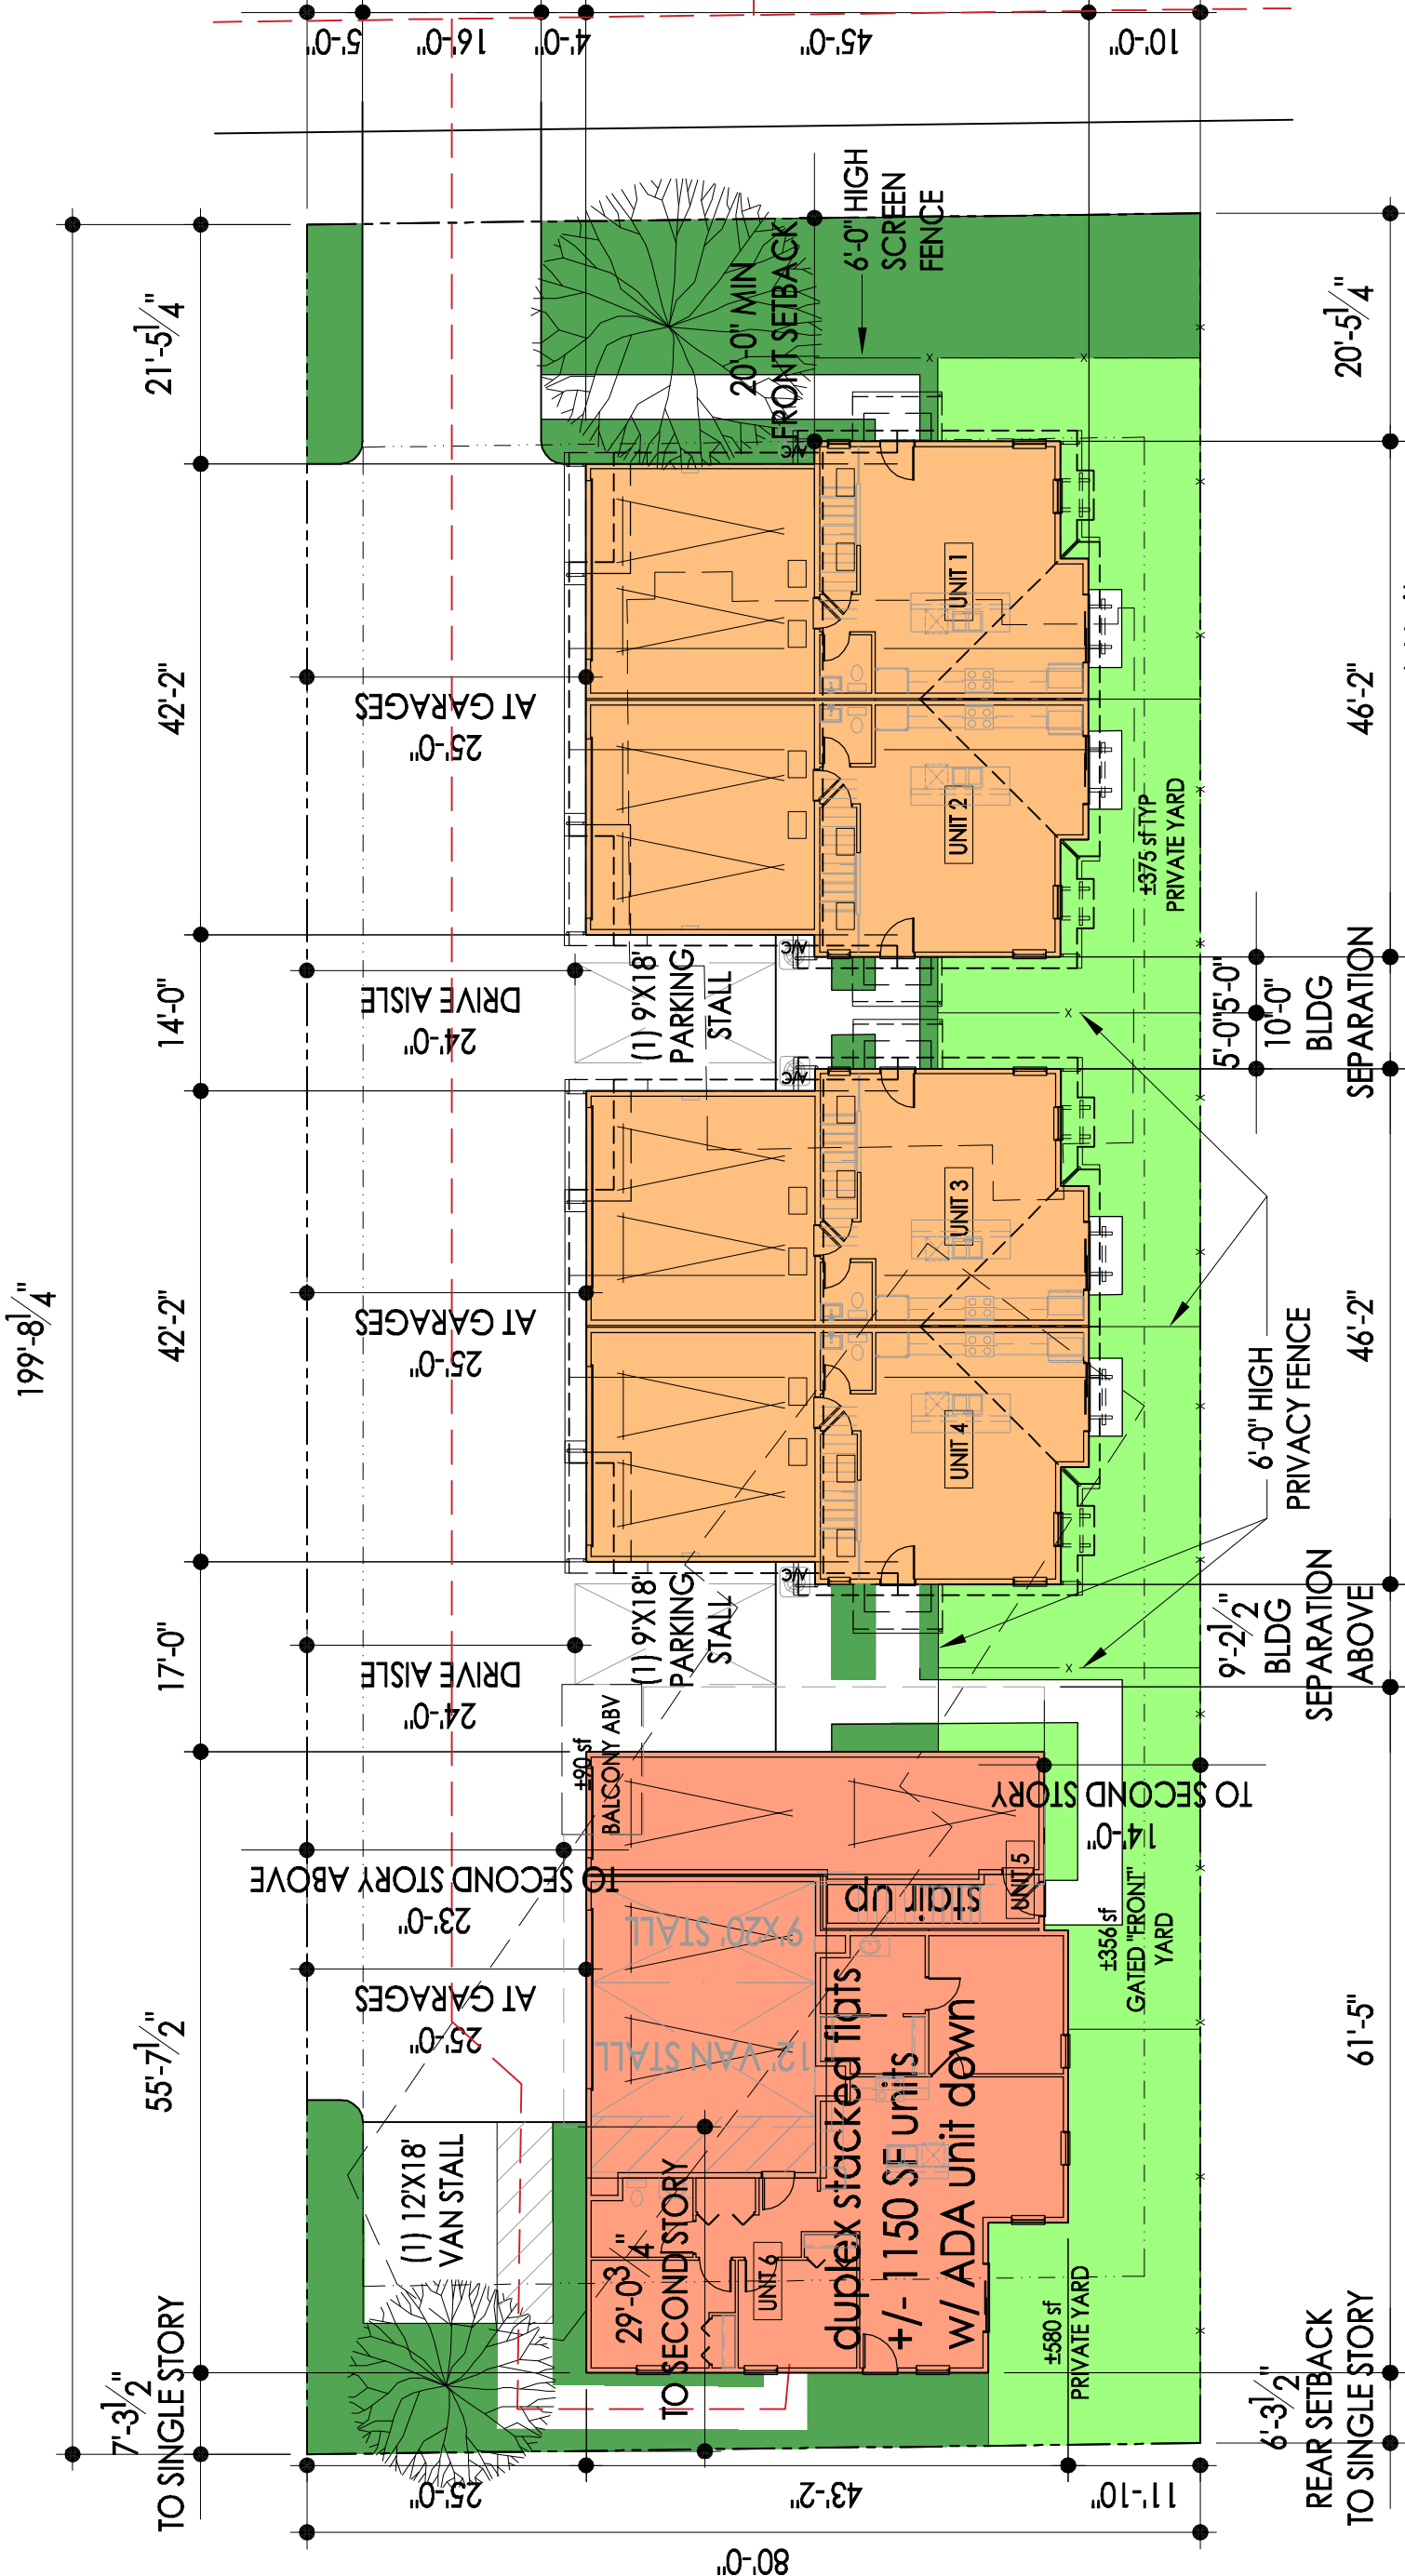 5'-0"
16'-0"
4'-0"
45'-0"
10'-0"
199'-8 1/4"
21'-5 1/4"
42'-2"
14'-0"
42'-2"
17'-0"
55'-7 1/2"
7'-3 1/2"
TO SINGLE STORY
20'-0" MIN
FRONT SETBACK
6'-0" HIGH
SCREEN
FENCE
20'-5 1/4"
25'-0"
AT GARAGES
A/C
UNIT 1
UNIT 2
46'-2"
±375 sf TYP
PRIVATE YARD
24'-0"
DRIVE AISLE
(1) 9'X18'
PARKING
STALL
A/C
A/C
5'-0"
5'-0"
10'-0"
BLDG
SEPARATION
25'-0"
AT GARAGES
UNIT 3
UNIT 4
46'-2"
6'-0" HIGH
PRIVACY FENCE
24'-0"
DRIVE AISLE
(1) 9'X18'
PARKING
STALL
A/C
9'-2 1/2"
BLDG
SEPARATION
ABOVE
±90 sf
BALCONY ABV
23'-0"
TO SECOND STORY ABOVE
25'-0"
AT GARAGES
14'-0"
TO SECOND STORY
UNIT 5
stair up
9'X20' STALL
12' VAN STALL
±356 sf
GATED "FRONT"
YARD
61'-5"
(1) 12'X18'
VAN STALL
29'-0 3/4"
TO SECOND STORY
UNIT 6
duplex stacked flats
+/- 1150 SF units
w/ ADA unit down
±580 sf
PRIVATE YARD
6'-3 1/2"
REAR SETBACK
TO SINGLE STORY
25'-0"
43'-2"
11'-10"
80'-0"